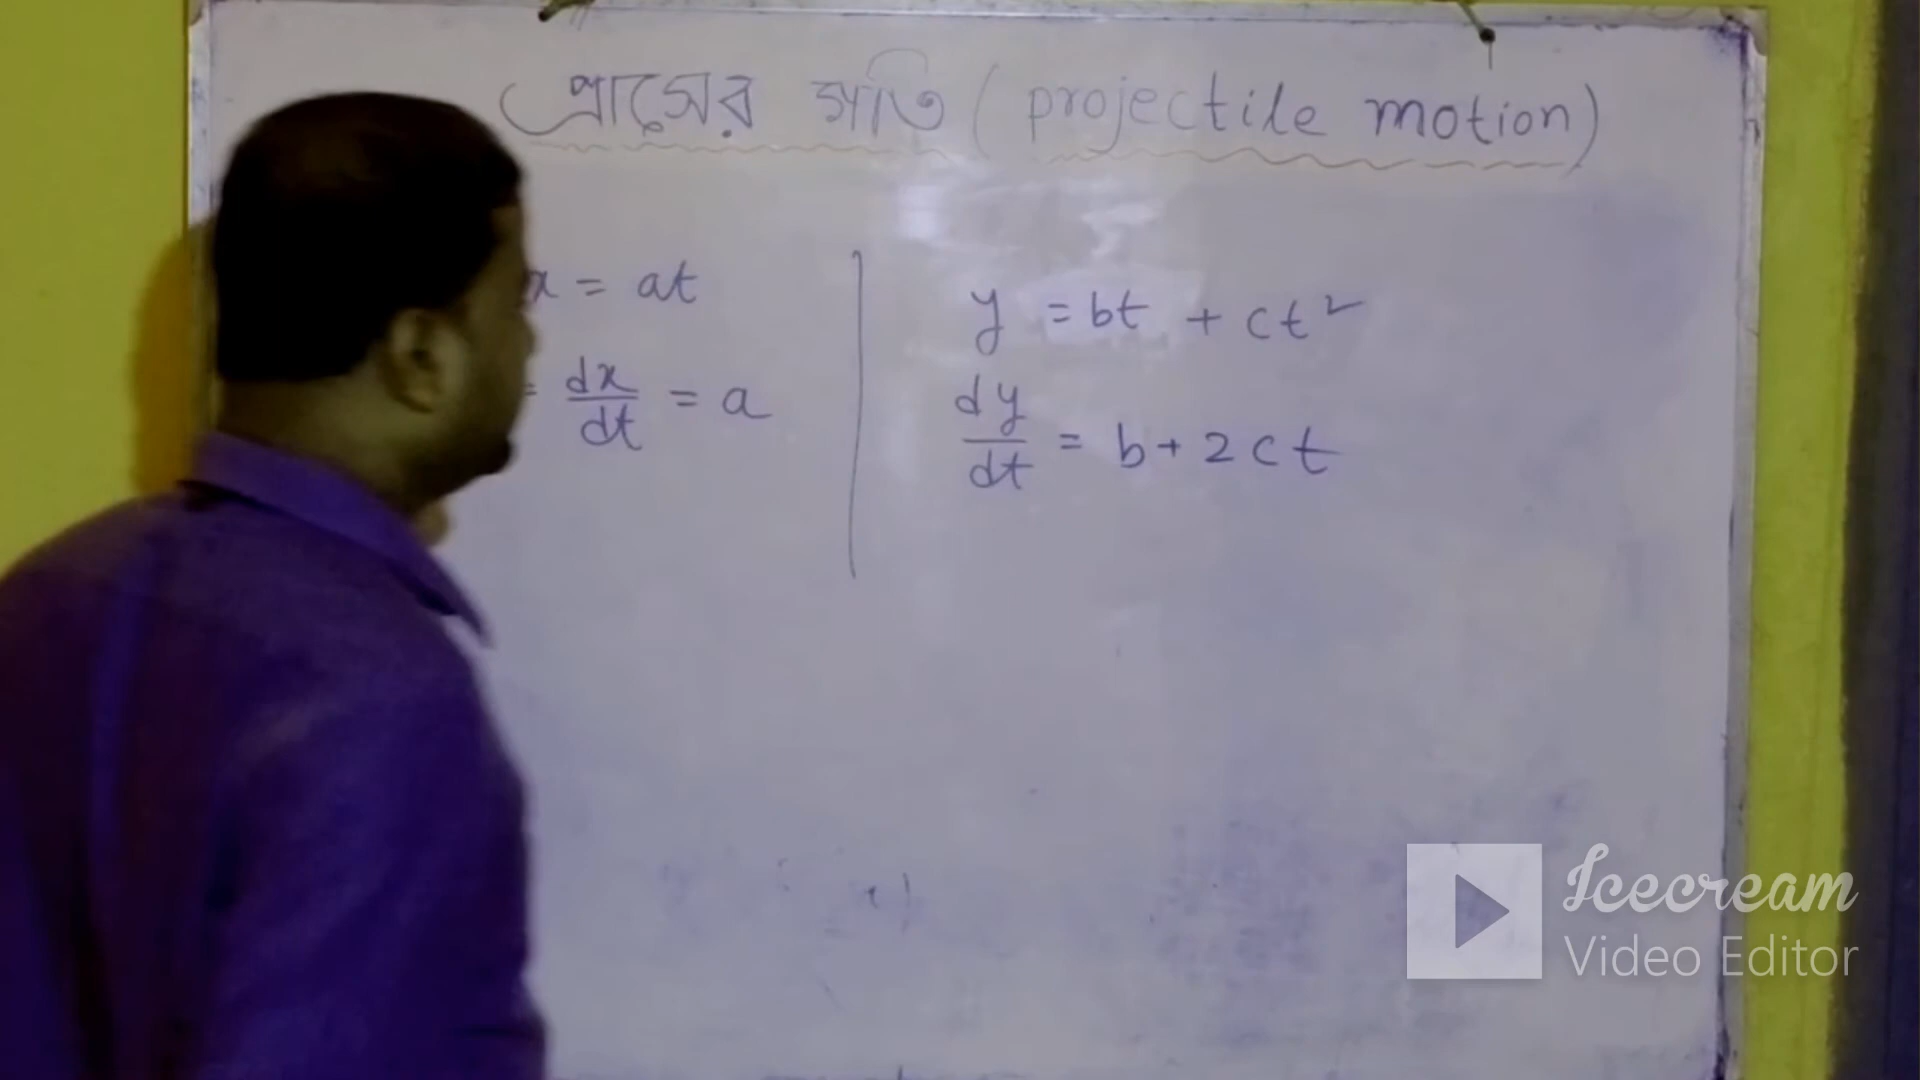 প্রাসের গতি (projectile motion)
x = at
= dx/dt = a
y = bt + ct²
dy/dt = b + 2ct
Icecream
Video Editor